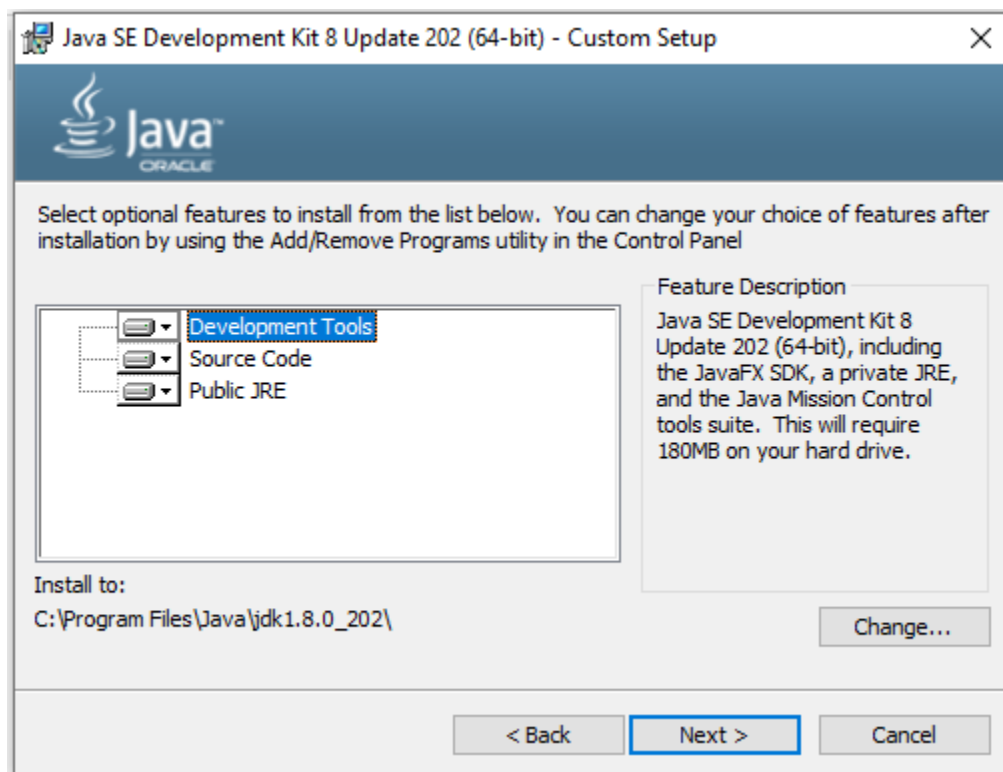 Java SE Development Kit 8 Update 202 (64-bit) - Custom Setup
Java™
ORACLE
Select optional features to install from the list below.  You can change your choice of features after
installation by using the Add/Remove Programs utility in the Control Panel
Development Tools
Source Code
Public JRE
Feature Description
Java SE Development Kit 8
Update 202 (64-bit), including
the JavaFX SDK, a private JRE,
and the Java Mission Control
tools suite.  This will require
180MB on your hard drive.
Install to:
C:\Program Files\Java\jdk1.8.0_202\
Change...
< Back
Next >
Cancel